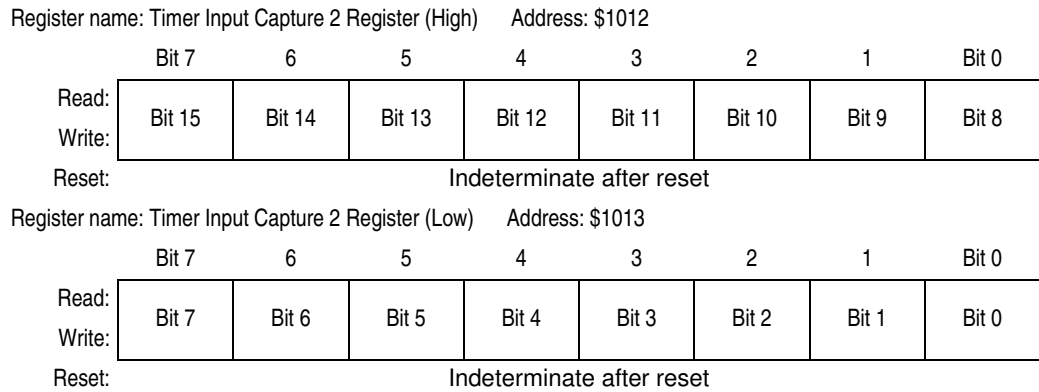 Register name: Timer Input Capture 2 Register (High) Address: $1012
Bit 7 6 5 4 3 2 1 Bit 0
Read:
Bit 15 Bit 14 Bit 13 Bit 12 Bit 11 Bit 10 Bit 9 Bit 8
Write:
Reset: Indeterminate after reset
Register name: Timer Input Capture 2 Register (Low) Address: $1013
Bit 7 6 5 4 3 2 1 Bit 0
Read:
Bit 7 Bit 6 Bit 5 Bit 4 Bit 3 Bit 2 Bit 1 Bit 0
Write:
Reset: Indeterminate after reset